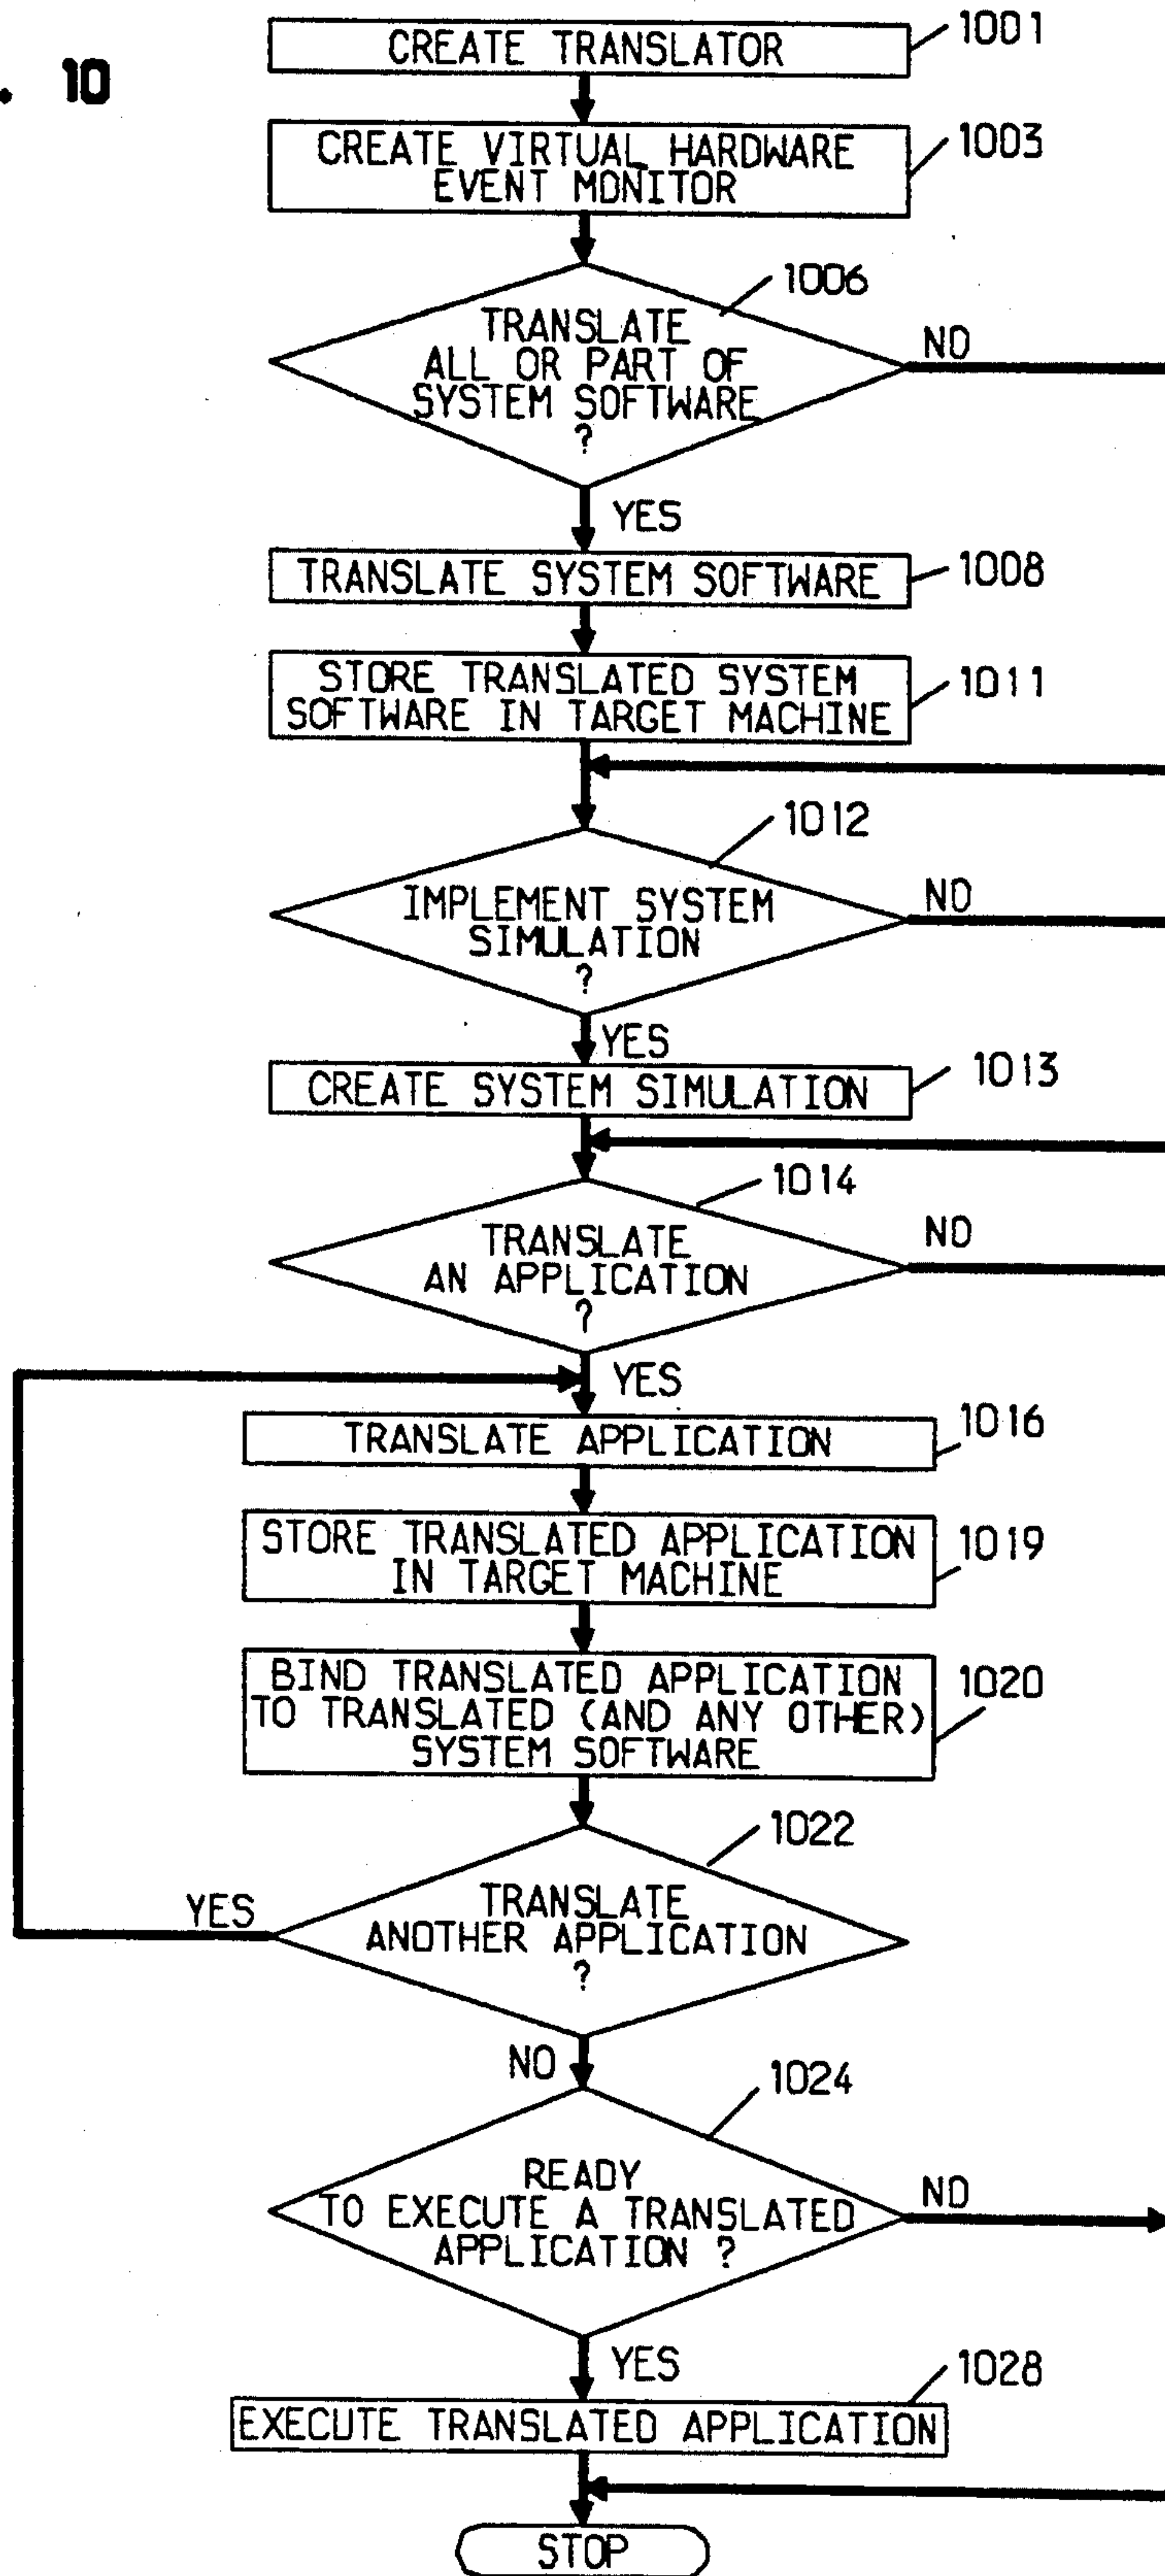 . 10
CREATE TRANSLATOR
1001
CREATE VIRTUAL HARDWARE
EVENT MONITOR
1003
1006
TRANSLATE
ALL OR PART OF
SYSTEM SOFTWARE
?
NO
YES
TRANSLATE SYSTEM SOFTWARE
1008
STORE TRANSLATED SYSTEM
SOFTWARE IN TARGET MACHINE
1011
1012
IMPLEMENT SYSTEM
SIMULATION
?
NO
YES
CREATE SYSTEM SIMULATION
1013
1014
TRANSLATE
AN APPLICATION
?
NO
YES
TRANSLATE APPLICATION
1016
STORE TRANSLATED APPLICATION
IN TARGET MACHINE
1019
BIND TRANSLATED APPLICATION
TO TRANSLATED (AND ANY OTHER)
SYSTEM SOFTWARE
1020
1022
TRANSLATE
ANOTHER APPLICATION
?
YES
NO
1024
READY
TO EXECUTE A TRANSLATED
APPLICATION ?
NO
YES
1028
EXECUTE TRANSLATED APPLICATION
STOP